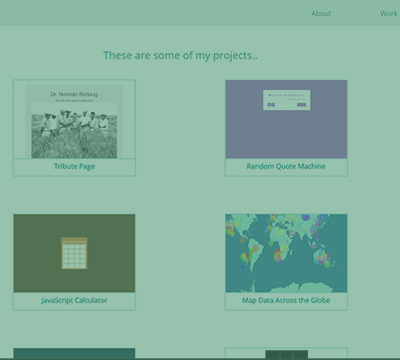 About Work
These are some of my projects..
Dr. Norman Borlaug
Tribute Page
Random Quote Machine
JavaScript Calculator
Map Data Across the Globe